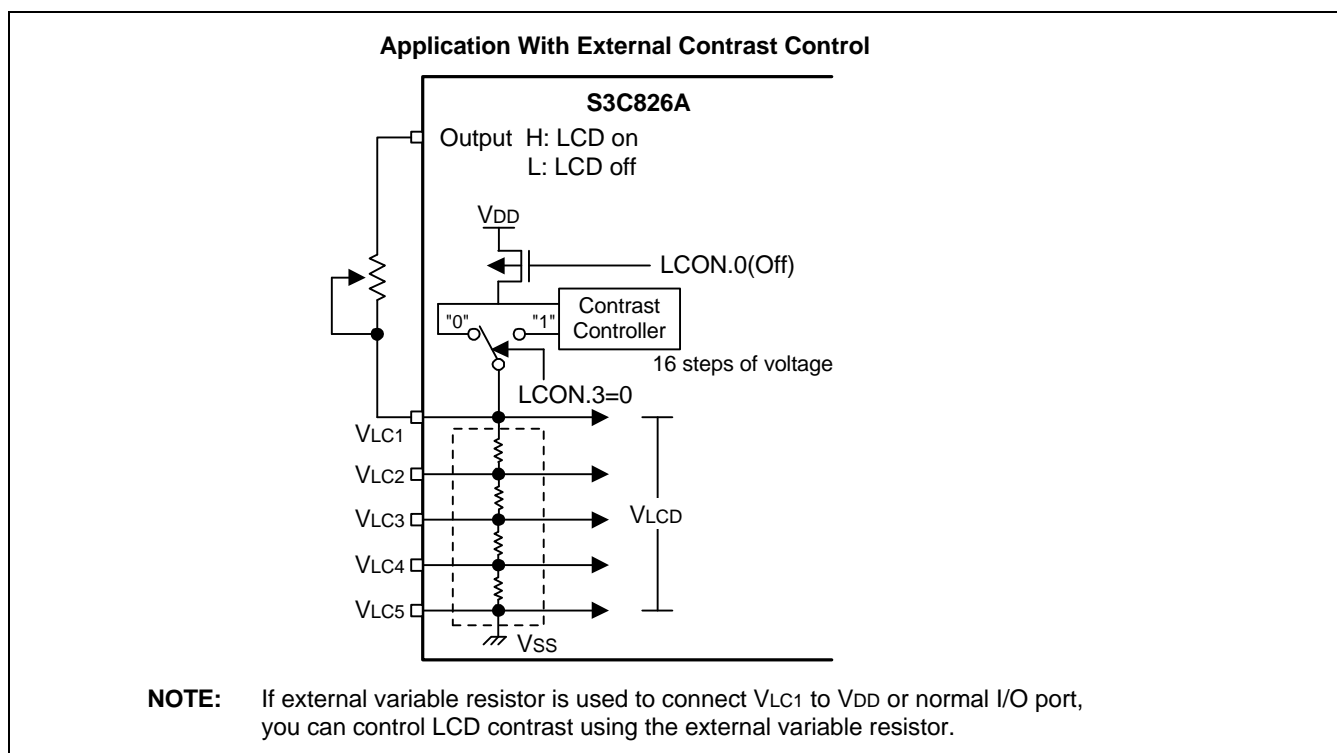 Application With External Contrast Control
S3C826A
Output H: LCD on
L: LCD off
VDD
LCON.0(Off)
Contrast
Controller
"0"
"1"
16 steps of voltage
LCON.3=0
VLC1
VLC2
VLC3
VLCD
VLC4
VLC5
VSS
NOTE: If external variable resistor is used to connect VLC1 to VDD or normal I/O port,
you can control LCD contrast using the external variable resistor.